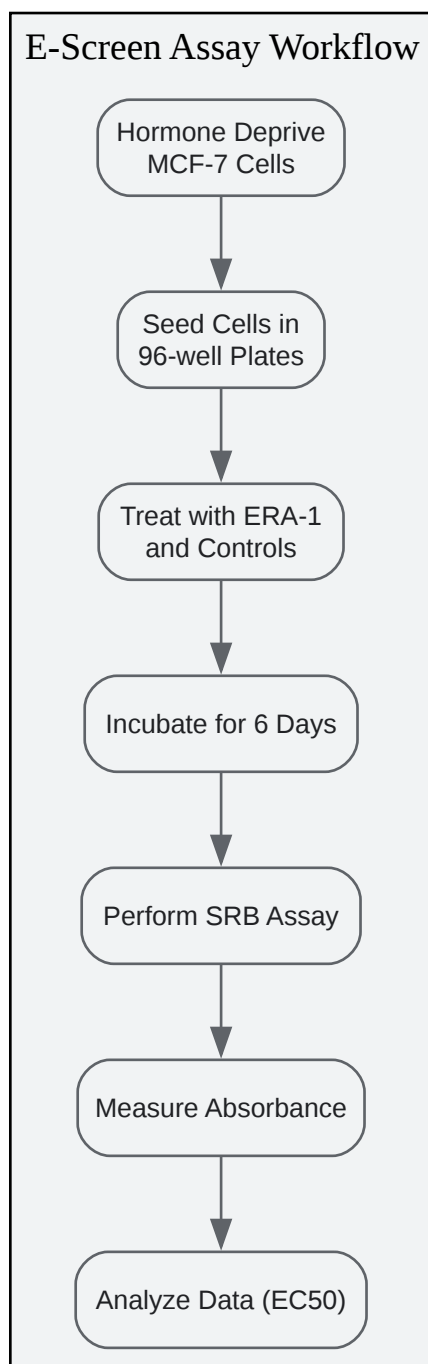 E-Screen Assay Workflow
Hormone Deprive
MCF-7 Cells
Seed Cells in
96-well Plates
Treat with ERA-1
and Controls
Incubate for 6 Days
Perform SRB Assay
Measure Absorbance
Analyze Data (EC50)